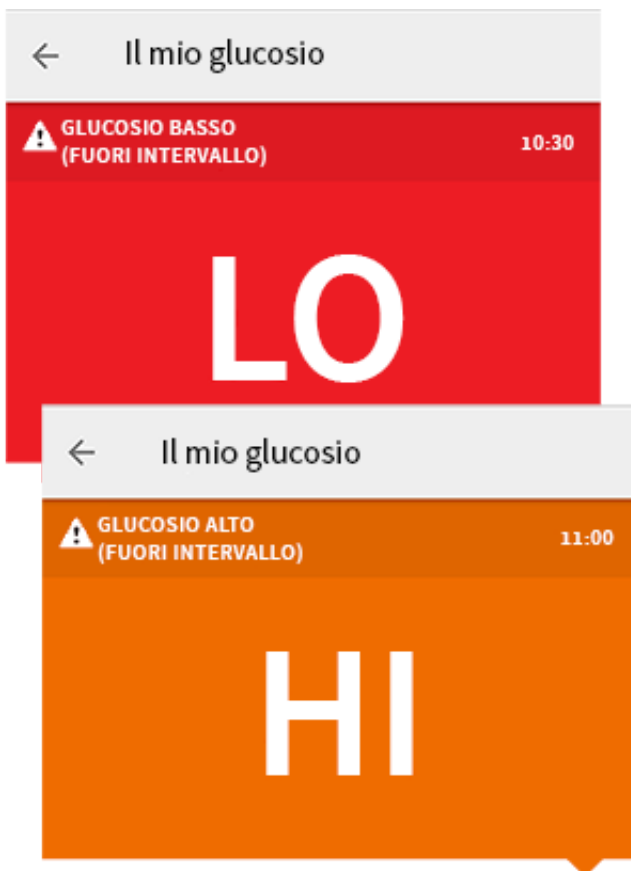 Il mio glucosio
GLUCOSIO BASSO
(FUORI INTERVALLO)
10:30
LO
Il mio glucosio
GLUCOSIO ALTO
(FUORI INTERVALLO)
11:00
HI